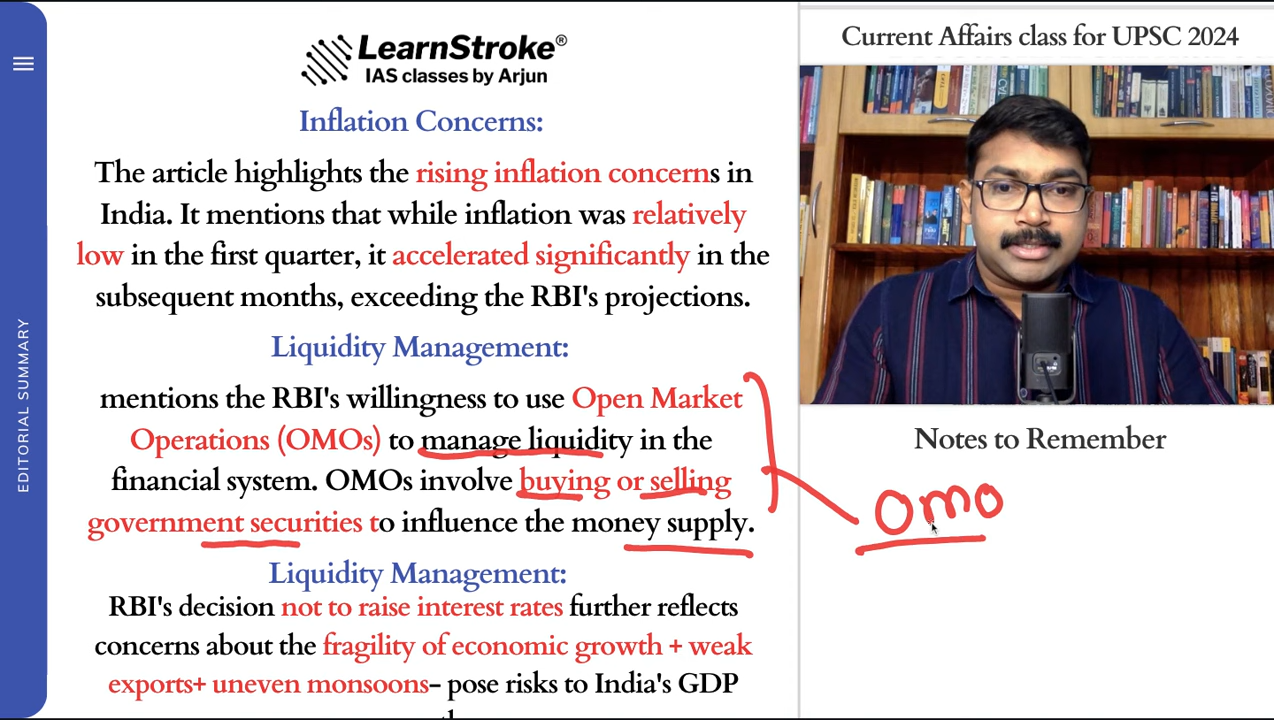 LearnStroke®
IAS classes by Arjun
Inflation Concerns:
The article highlights the rising inflation concerns in
India. It mentions that while inflation was relatively
low in the first quarter, it accelerated significantly in the
subsequent months, exceeding the RBI's projections.
Liquidity Management:
mentions the RBI's willingness to use Open Market
Operations (OMOs) to manage liquidity in the
financial system. OMOs involve buying or selling
government securities to influence the money supply.
Liquidity Management:
RBI's decision not to raise interest rates further reflects
concerns about the fragility of economic growth + weak
exports+ uneven monsoons- pose risks to India's GDP
EDITORIAL SUMMARY
Current Affairs class for UPSC 2024
Notes to Remember
omo